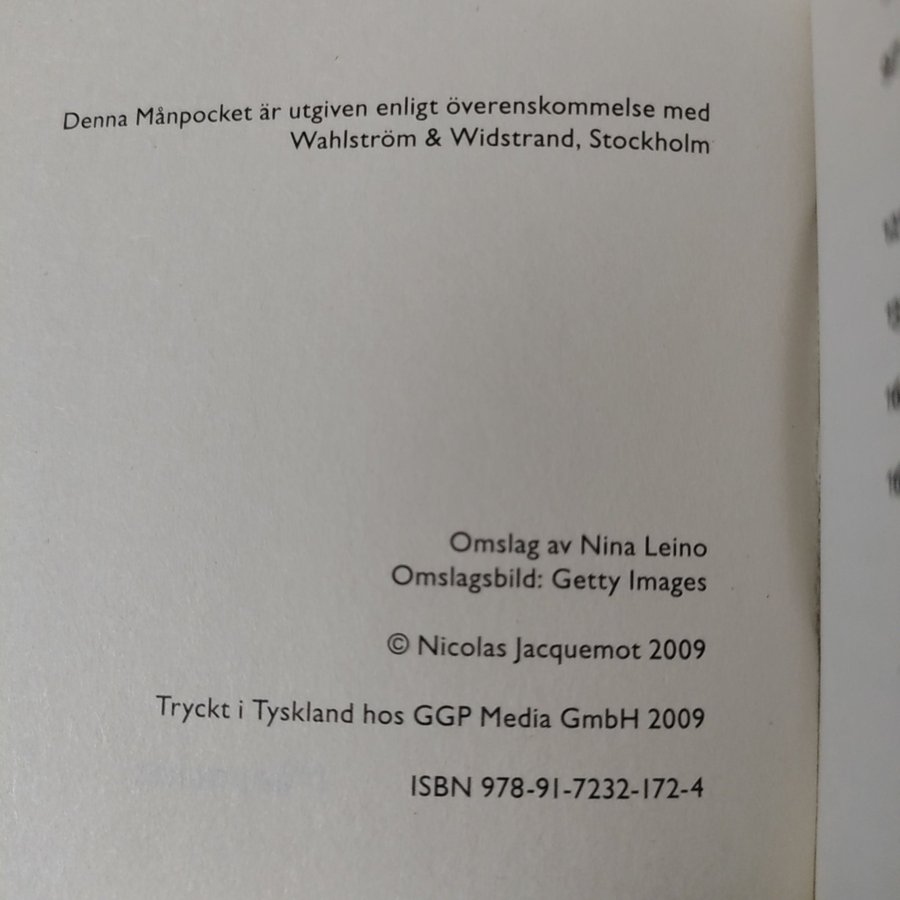 Denna Månpocket är utgiven enligt överenskommelse med
Wahlström & Widstrand, Stockholm
Omslag av Nina Leino
Omslagsbild: Getty Images
© Nicolas Jacquemot 2009
Tryckt i Tyskland hos GGP Media GmbH 2009
ISBN 978-91-7232-172-4